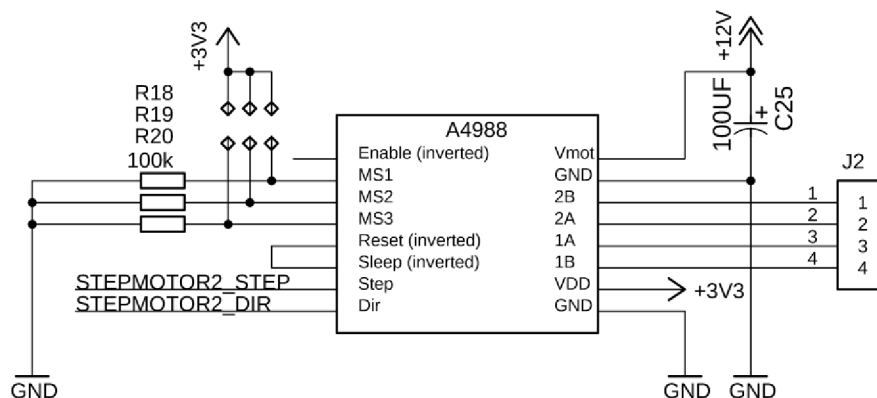 +3V3
+12V
R18
R19
R20
100k
100UF
C25
A4988
J2
Enable (inverted)
MS1
MS2
MS3
Reset (inverted)
Sleep (inverted)
Step
Dir
Vmot
GND
2B
2A
1A
1B
VDD
GND
1
2
3
4
1
2
3
4
STEPMOTOR2_STEP
STEPMOTOR2_DIR
+3V3
GND
GND
GND